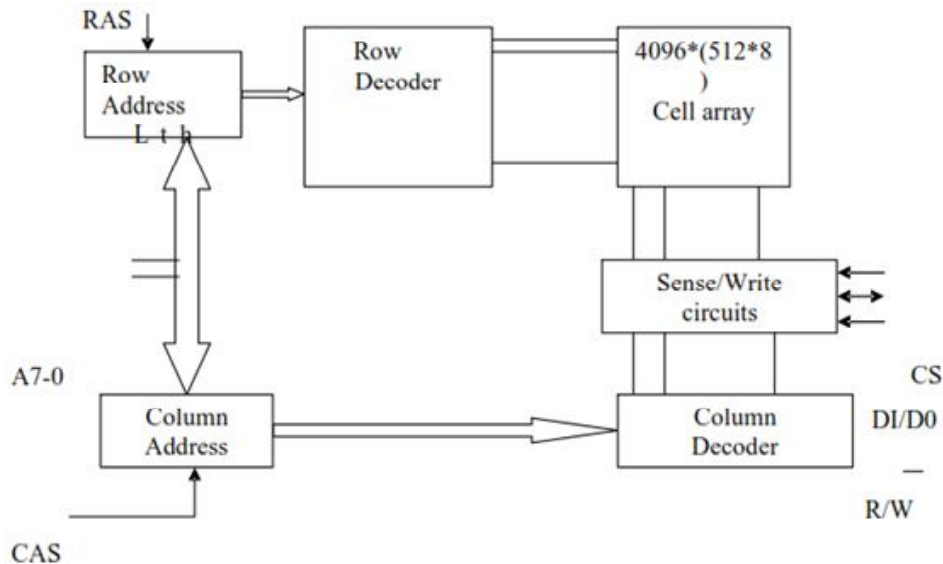 RAS
Row
Address
L t h
Row
Decoder
4096*(512*8
)
Cell array
Sense/Write
circuits
A7-0
Column
Address
Column
Decoder
CS
DI/D0
R/W
CAS